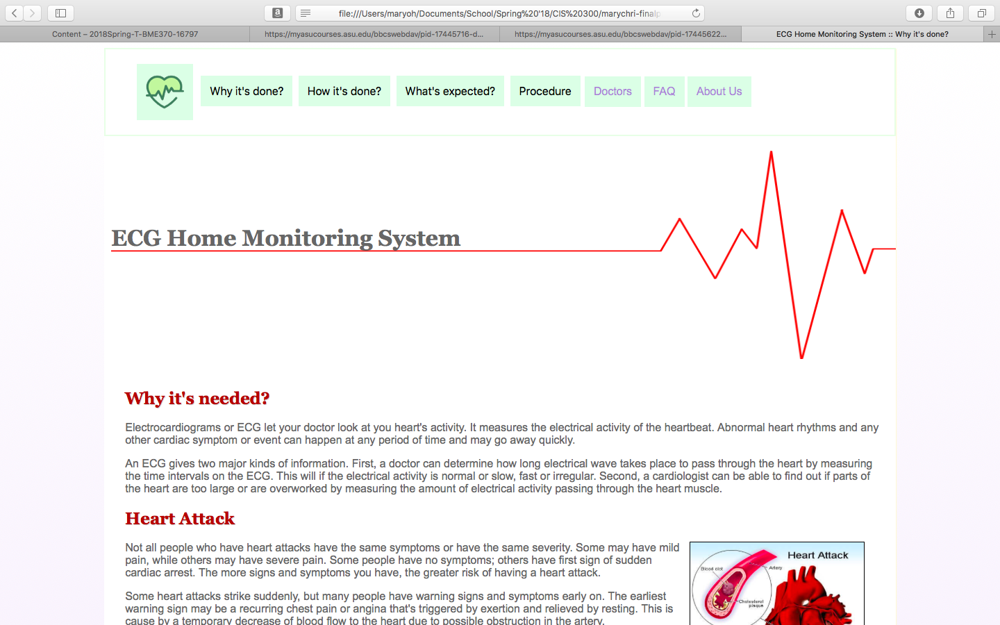 file:///Users/maryoh/Documents/School/Spring%20'18/CIS%20300/marychri-finalp
Content – 2018Spring-T-BME370-16797
https://myasucourses.asu.edu/bbcswebdav/pid-17445716-d...
https://myasucourses.asu.edu/bbcswebdav/pid-17445622...
ECG Home Monitoring System :: Why it's done?
Why it's done?
How it's done?
What's expected?
Procedure
Doctors
FAQ
About Us
ECG Home Monitoring System
Why it's needed?
Electrocardiograms or ECG let your doctor look at you heart's activity. It measures the electrical activity of the heartbeat. Abnormal heart rhythms and any
other cardiac symptom or event can happen at any period of time and may go away quickly.
An ECG gives two major kinds of information. First, a doctor can determine how long electrical wave takes place to pass through the heart by measuring
the time intervals on the ECG. This will if the electrical activity is normal or slow, fast or irregular. Second, a cardiologist can be able to find out if parts of
the heart are too large or are overworked by measuring the amount of electrical activity passing through the heart muscle.
Heart Attack
Not all people who have heart attacks have the same symptoms or have the same severity. Some may have mild
pain, while others may have severe pain. Some people have no symptoms; others have first sign of sudden
cardiac arrest. The more signs and symptoms you have, the greater risk of having a heart attack.
Some heart attacks strike suddenly, but many people have warning signs and symptoms early on. The earliest
warning sign may be a recurring chest pain or angina that's triggered by exertion and relieved by resting. This is
cause by a temporary decrease of blood flow to the heart due to possible obstruction in the artery.
Heart Attack
Blood clot
Artery
Cholesterol
plaque